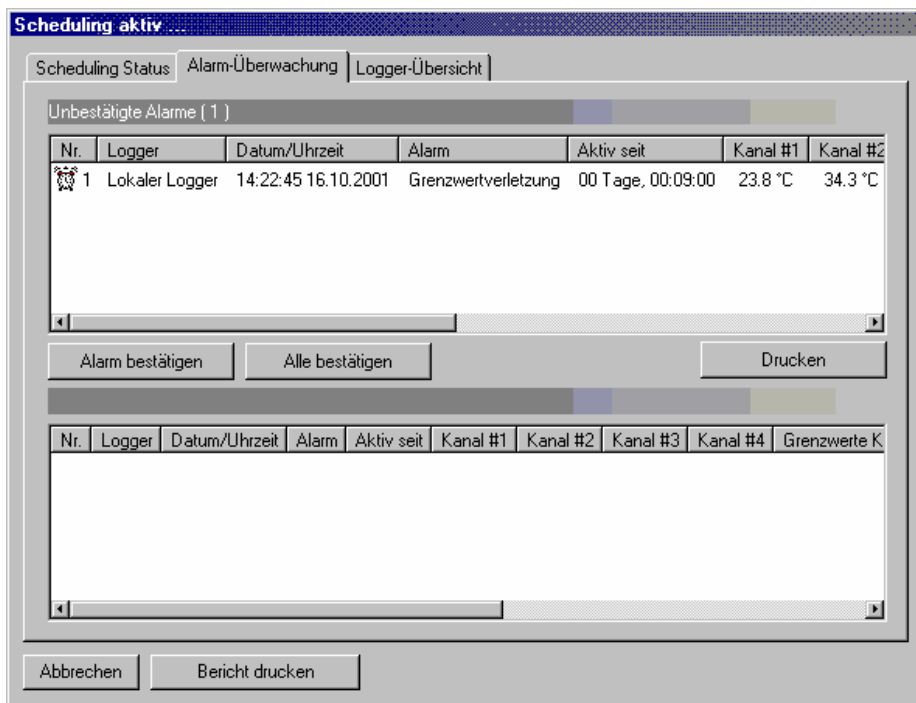 Scheduling aktiv ...
Scheduling Status Alarm-Überwachung Logger-Übersicht
Unbestätigte Alarme ( 1 )
Nr. Logger Datum/Uhrzeit Alarm Aktiv seit Kanal #1 Kanal #2
1 Lokaler Logger 14:22:45 16.10.2001 Grenzwertverletzung 00 Tage, 00:09:00 23.8 °C 34.3 °C
Alarm bestätigen Alle bestätigen Drucken
Nr. Logger Datum/Uhrzeit Alarm Aktiv seit Kanal #1 Kanal #2 Kanal #3 Kanal #4 Grenzwerte K
Abbrechen Bericht drucken